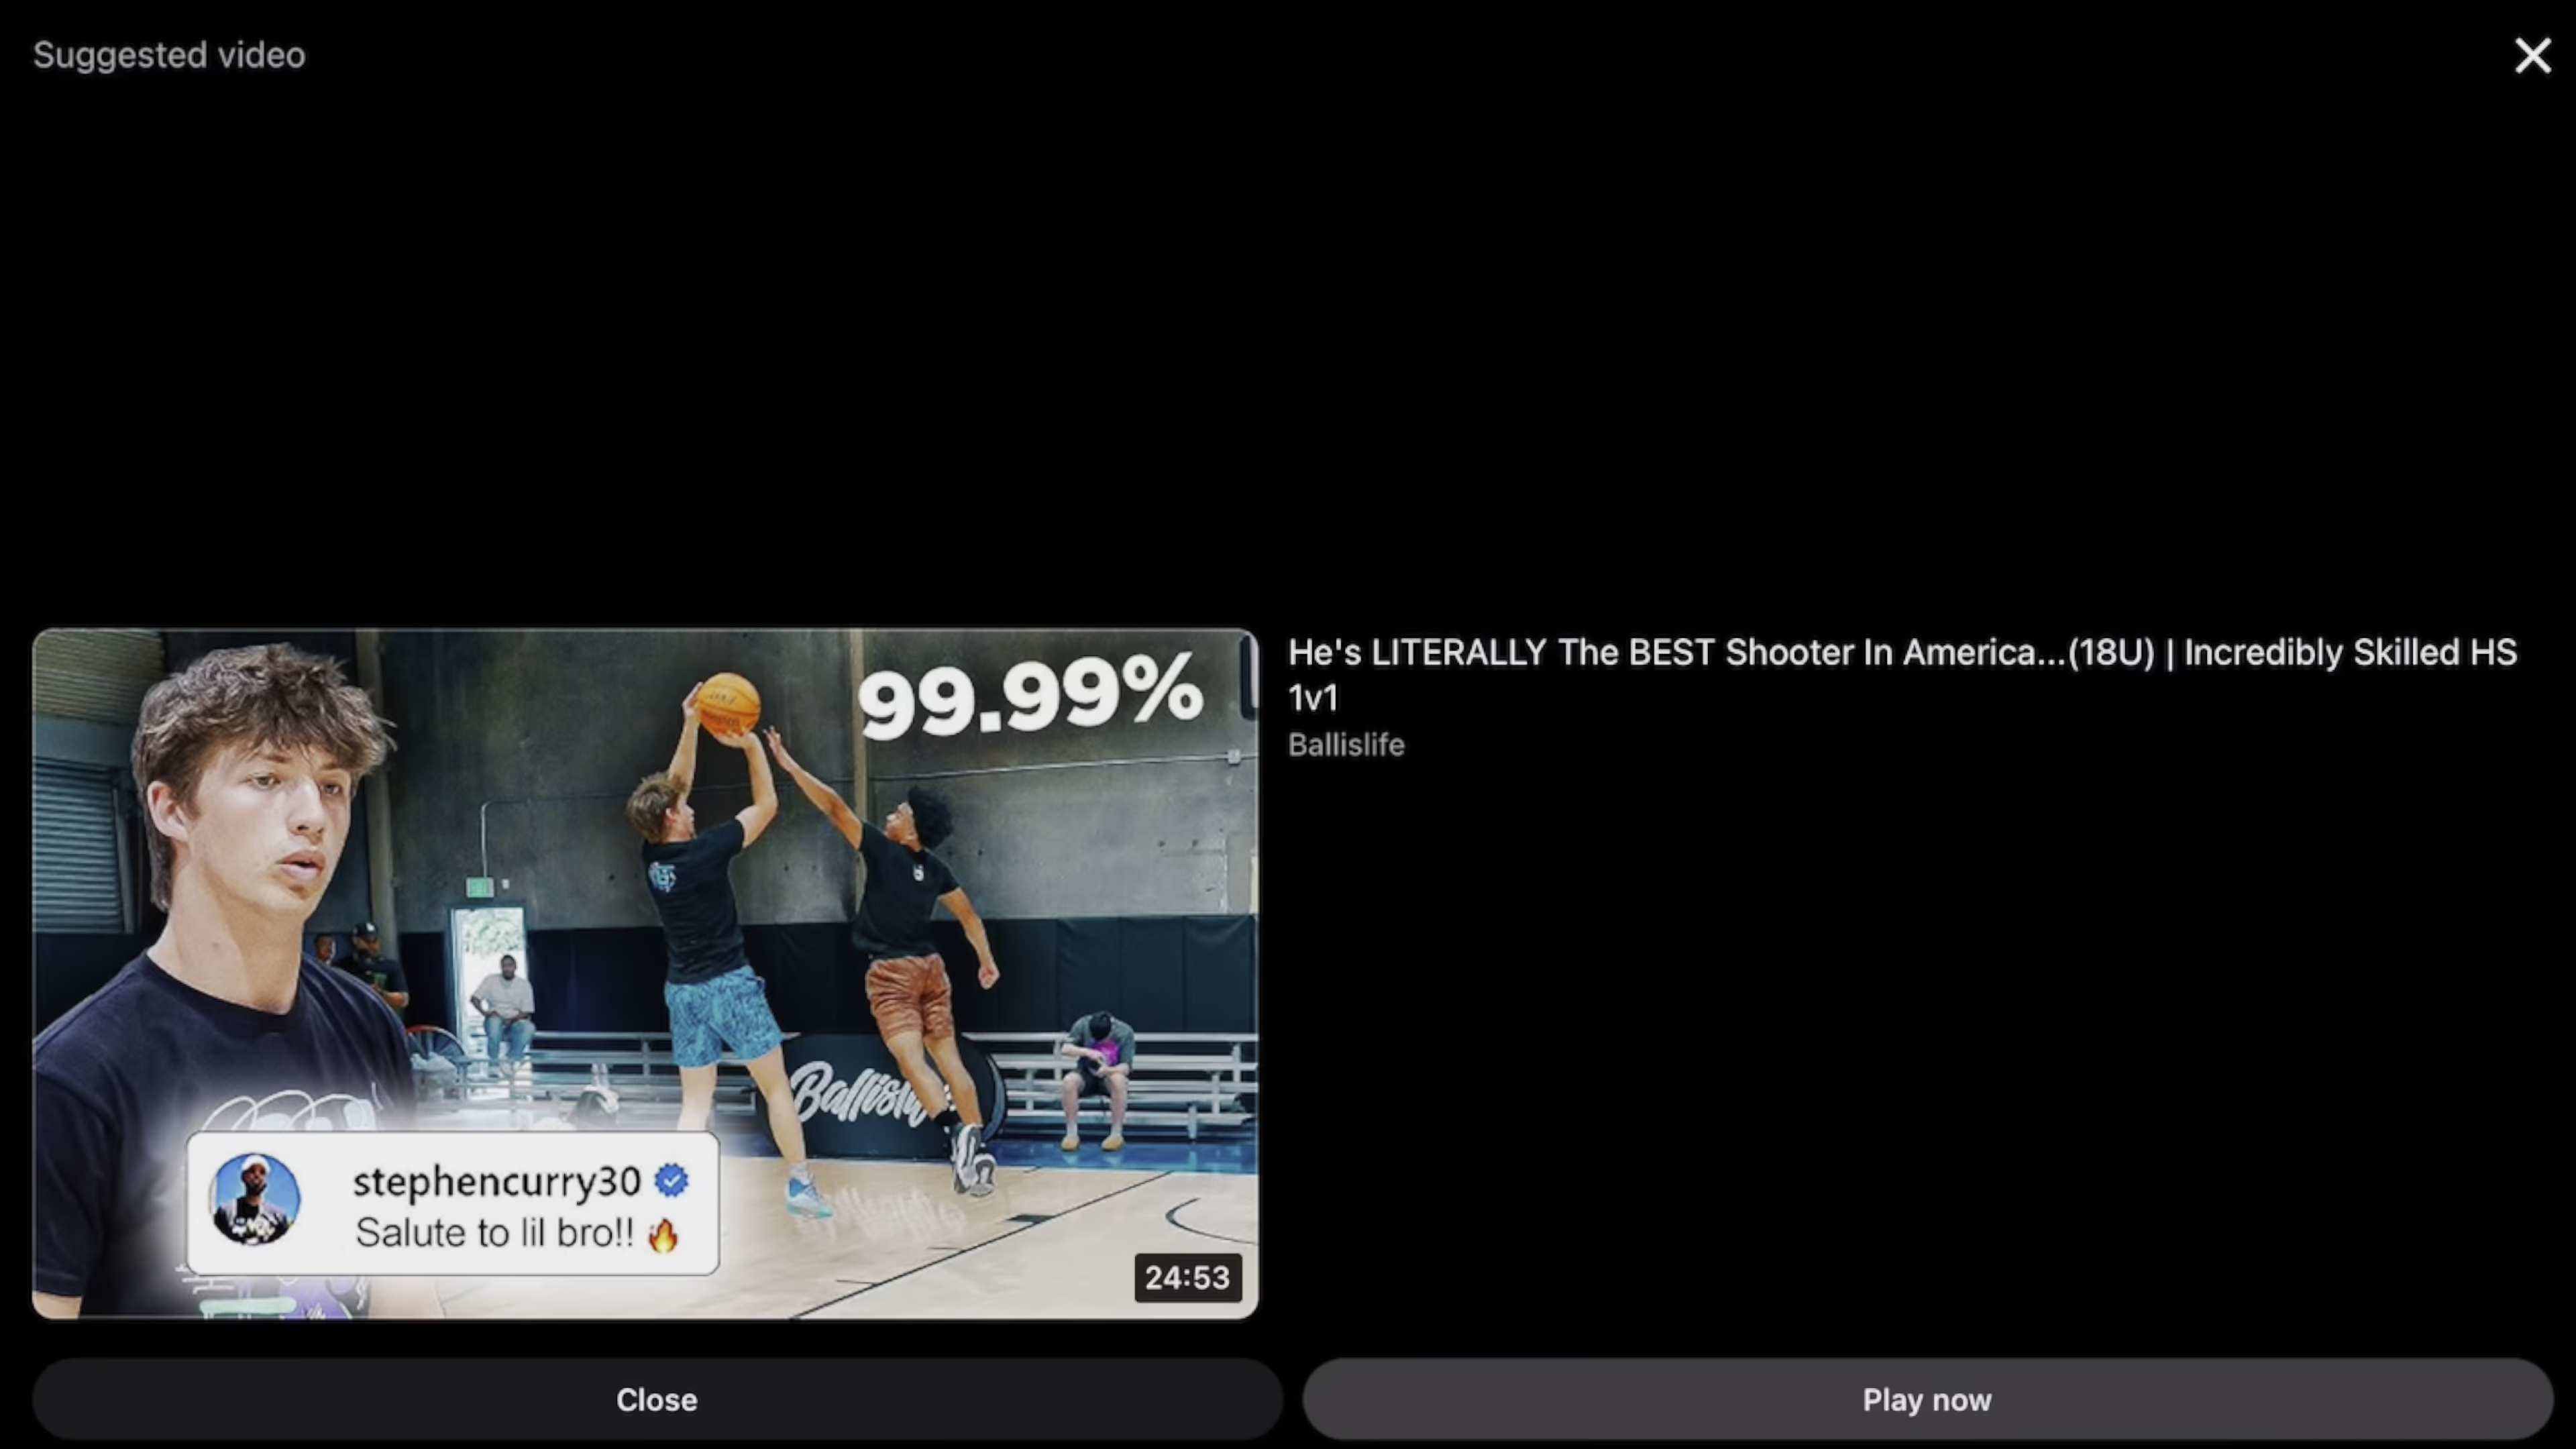 Suggested video
99.99%
He's LITERALLY The BEST Shooter In America...(18U) | Incredibly Skilled HS
1v1
Ballislife
stephencurry30
Salute to lil bro!! 🔥
24:53
Close
Play now